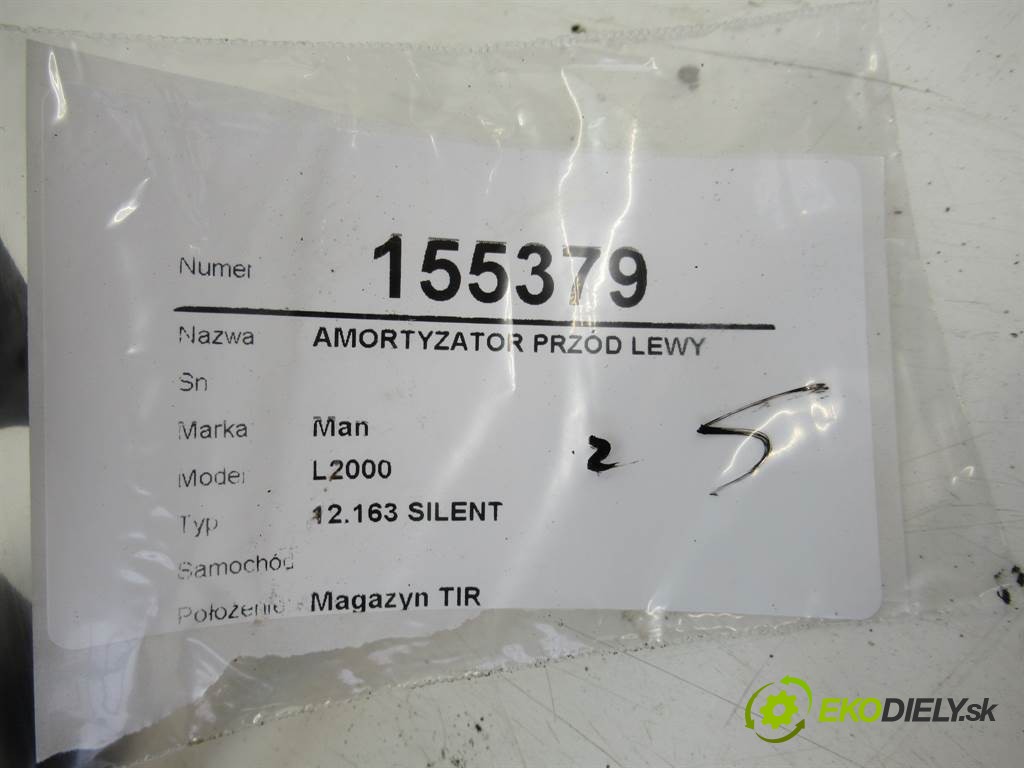 Numer 155379
Nazwa AMORTYZATOR PRZÓD LEWY
Sn
Marka Man
Model L2000
Typ 12.163 SILENT
Samochód
Położenie Magazyn TIR
2 5
EKODIELY.sk